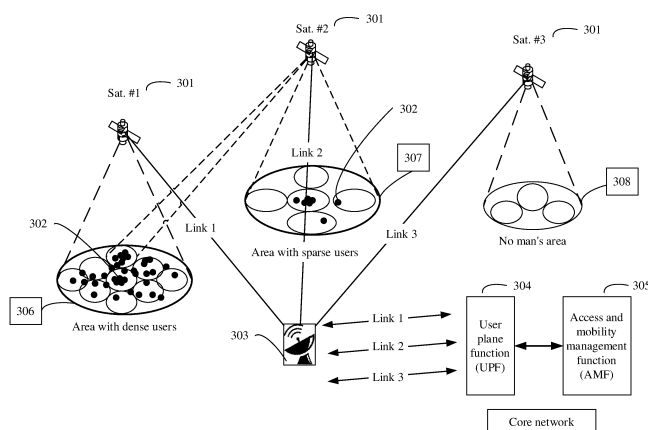 Sat. #2
301
Sat. #3
301
Sat. #1
301
302
307
Link 2
308
302
Link 1
Link 3
No man's area
Area with sparse users
306
Area with dense users
303
Link 1
Link 2
Link 3
304
User
plane
function
(UPF)
305
Access and
mobility
management
function
(AMF)
Core network